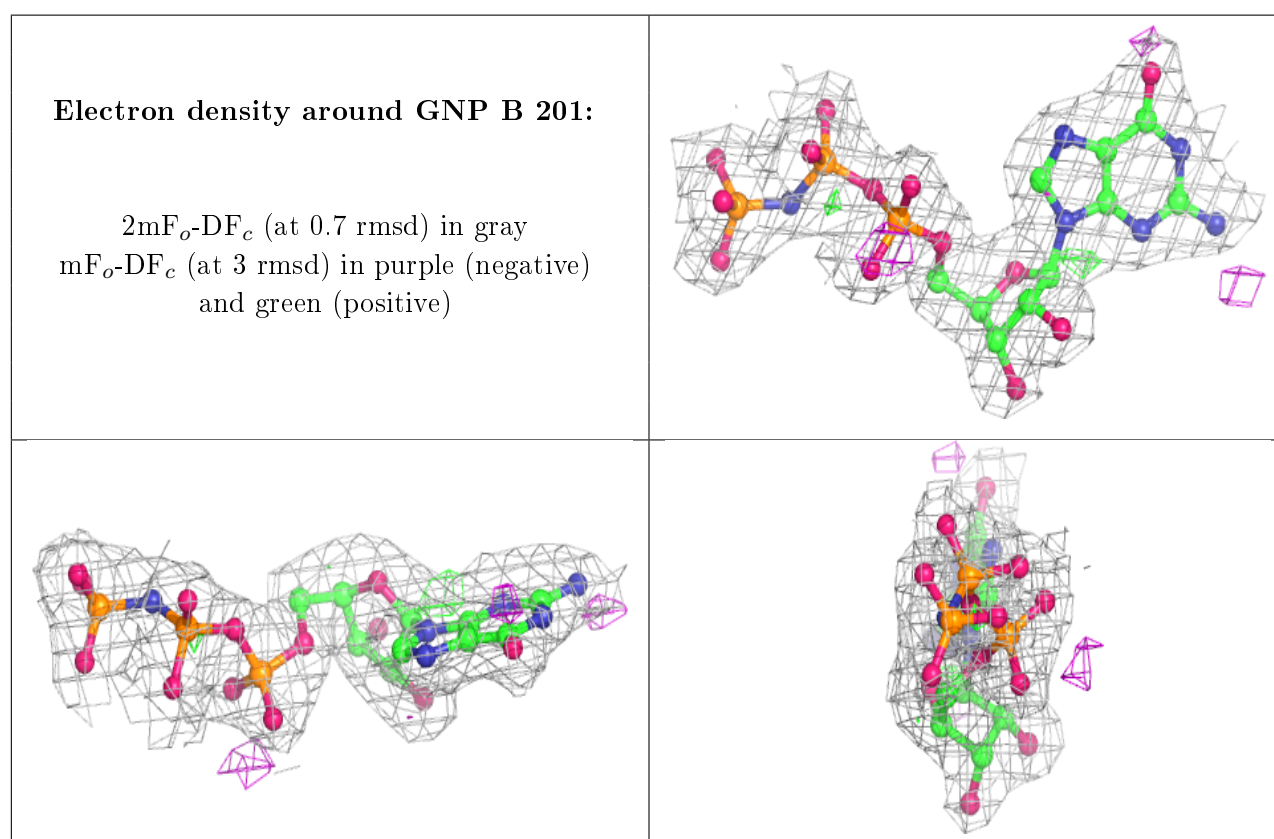 Electron density around GNP B 201:
2mFo-DFc (at 0.7 rmsd) in gray
mFo-DFc (at 3 rmsd) in purple (negative)
and green (positive)